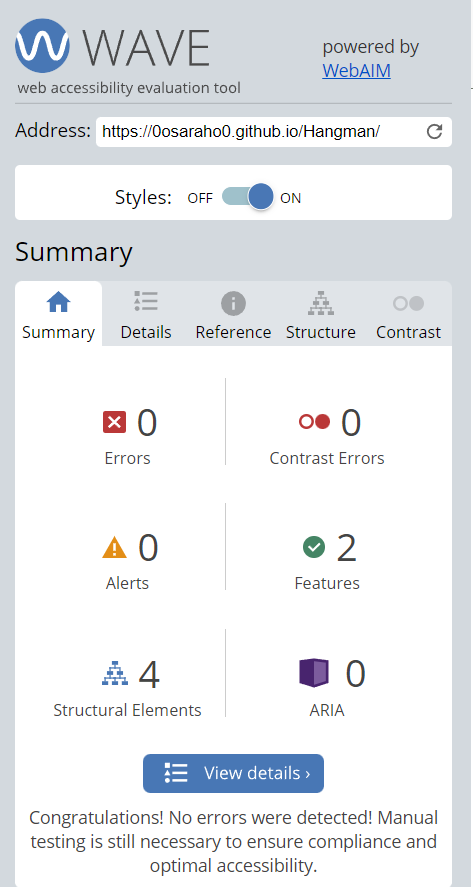 WAVE
web accessibility evaluation tool
powered by
WebAIM
Address: https://0osaraho0.github.io/Hangman/
Styles: OFF ON
Summary
Summary Details Reference Structure Contrast
0 0
Errors Contrast Errors
0 2
Alerts Features
4 0
Structural Elements ARIA
View details ›
Congratulations! No errors were detected! Manual
testing is still necessary to ensure compliance and
optimal accessibility.